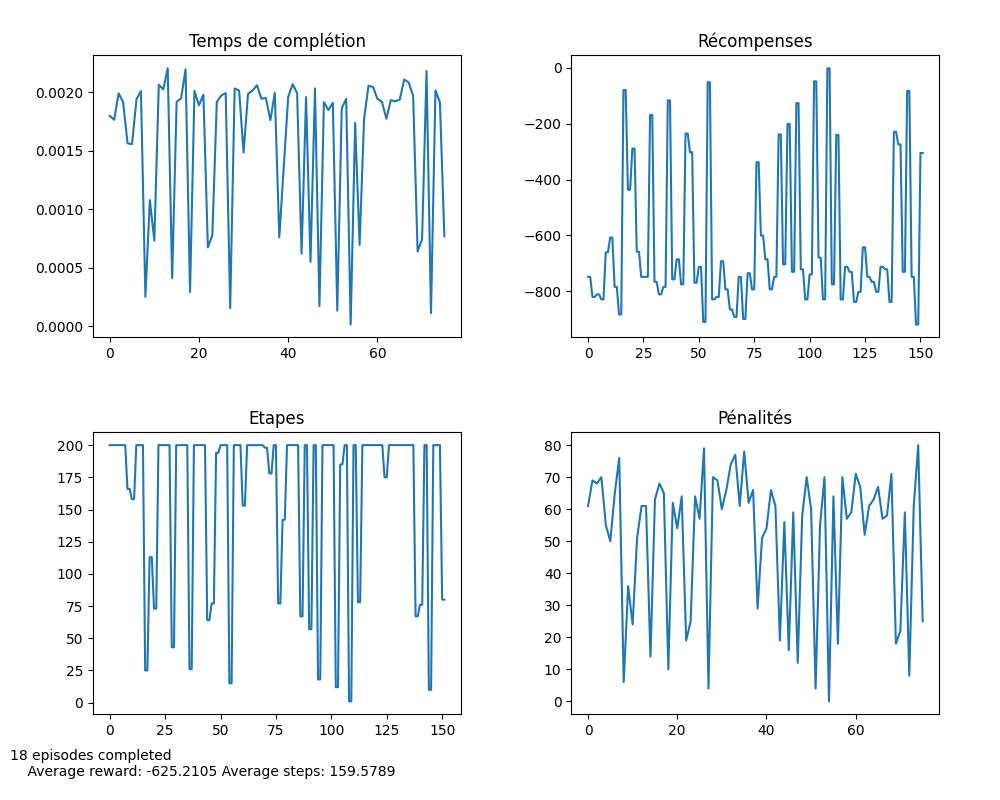 Temps de complétion
0.0020
0.0015
0.0010
0.0005
0.0000
0 20 40 60
Récompenses
0
−200
−400
−600
−800
0 25 50 75 100 125 150
Etapes
200
175
150
125
100
75
50
25
0
0 25 50 75 100 125 150
Pénalités
80
70
60
50
40
30
20
10
0
0 20 40 60
18 episodes completed
Average reward: -625.2105 Average steps: 159.5789